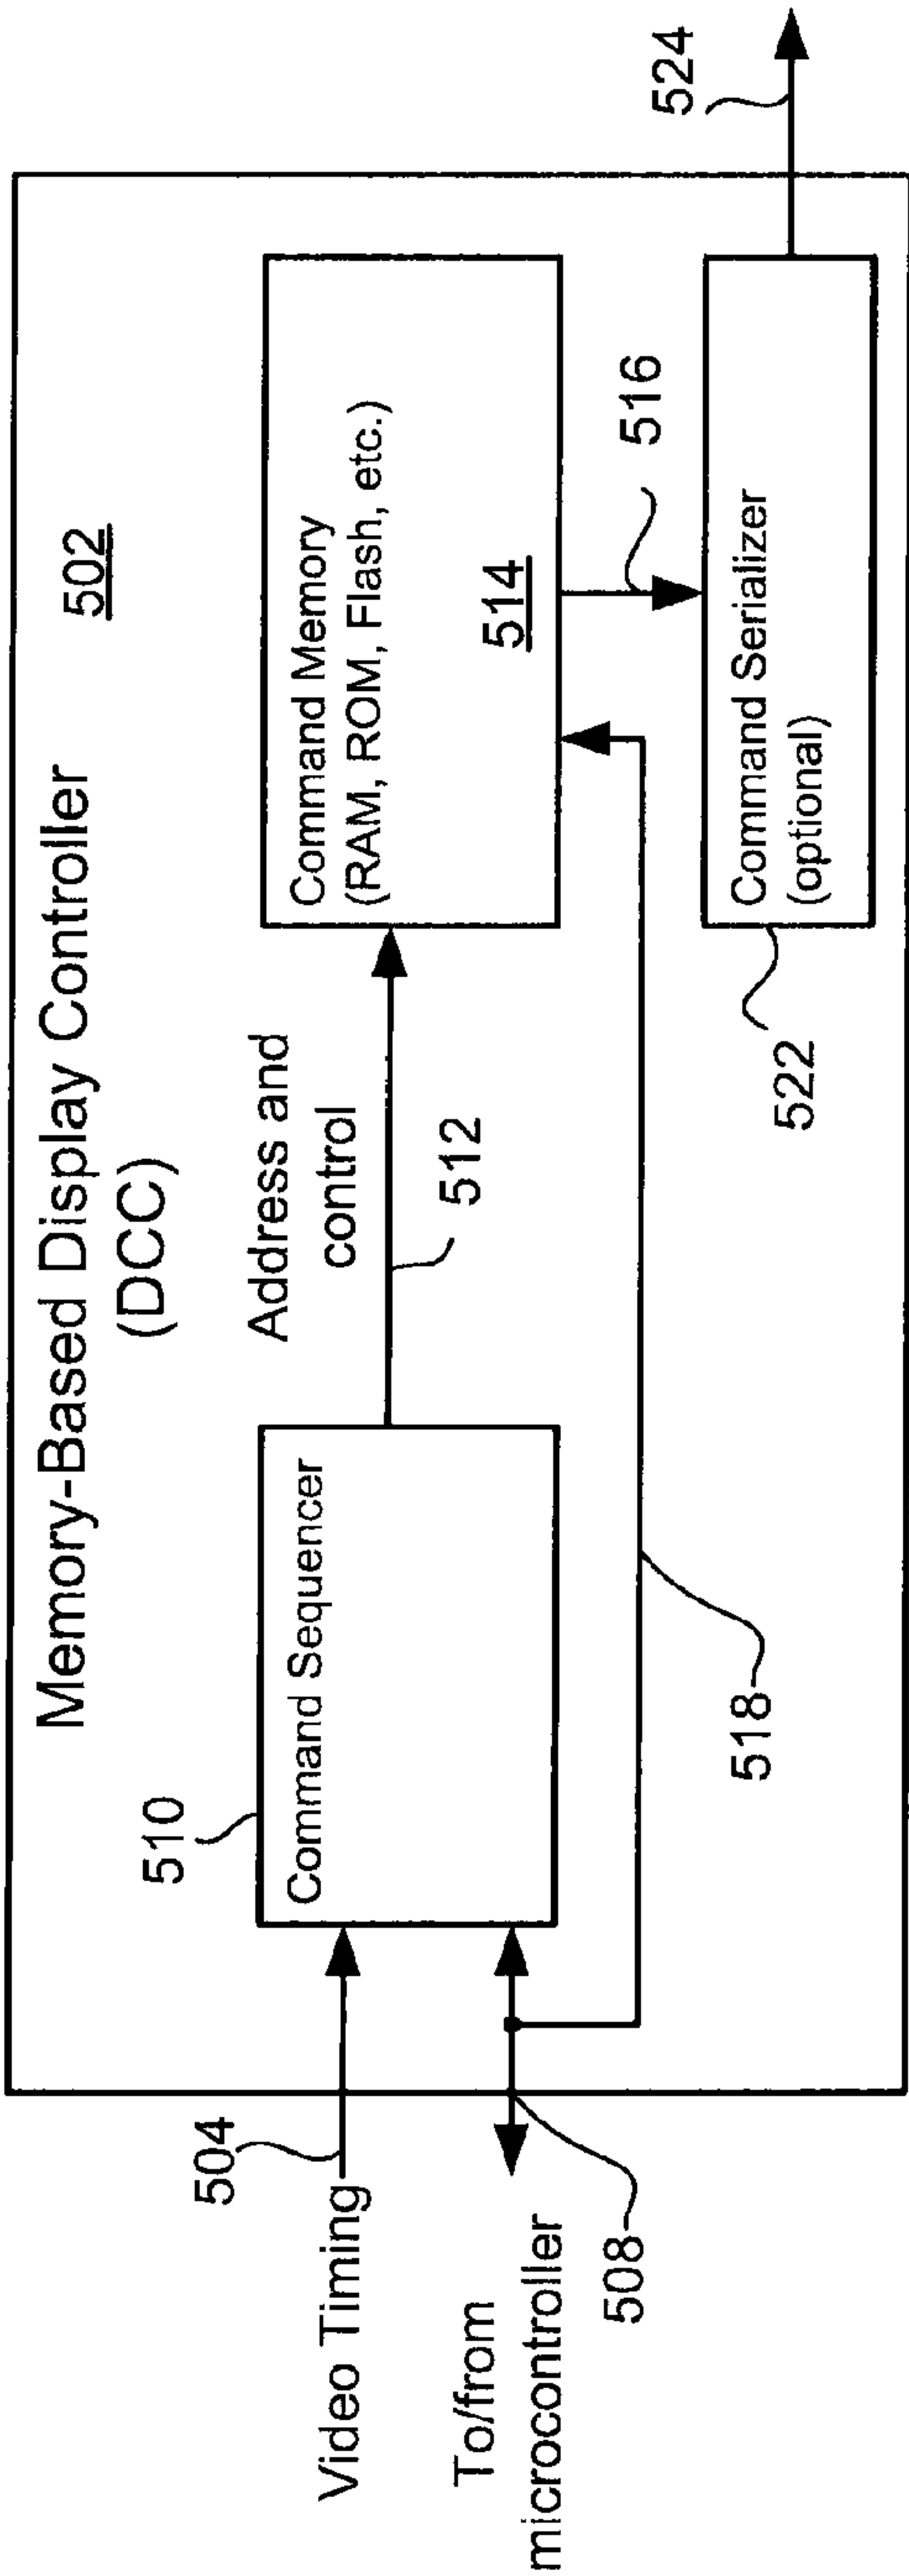 Memory-Based Display Controller
(DCC)
502
504
Video Timing
To/from
microcontroller
508
510
Command Sequencer
Address and
control
512
Command Memory
(RAM, ROM, Flash, etc.)
514
516
518
Command Serializer
(optional)
522
524